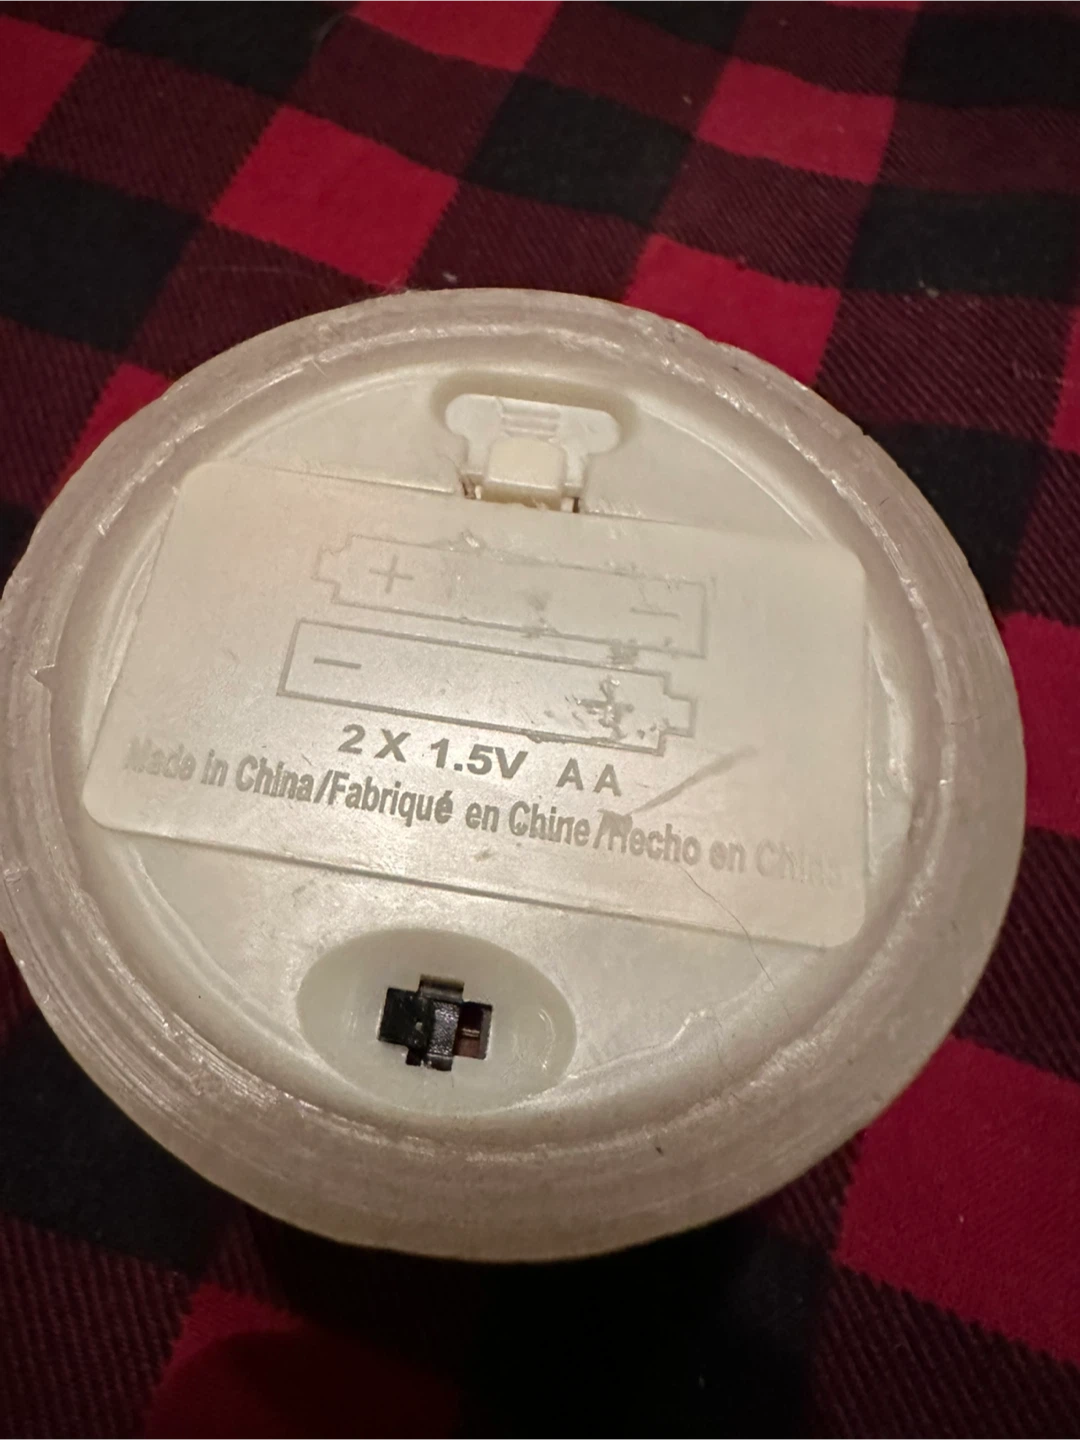 + -
- +
2 X 1.5V AA
Made in China/Fabriqué en Chine/Hecho en China